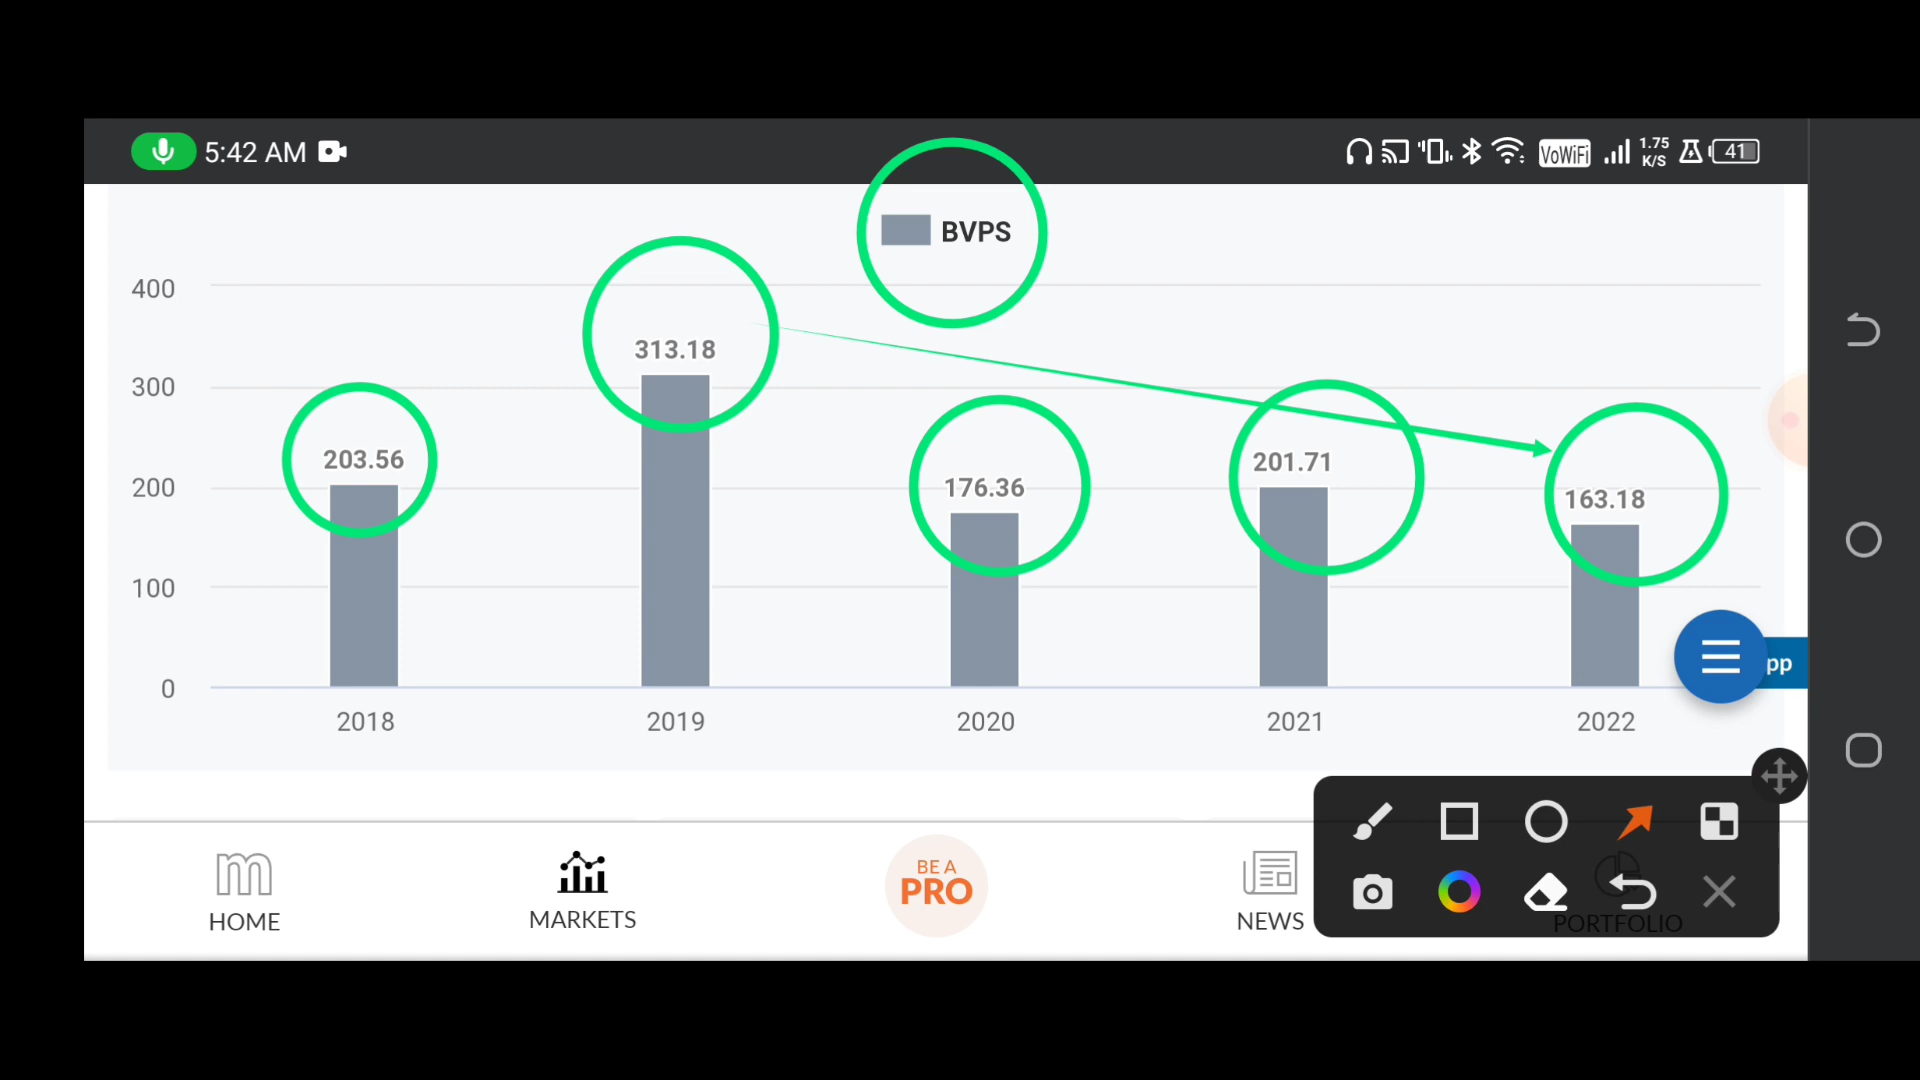 5:42 AM
VoWiFi
1.75
K/S
41
BVPS
400
300
200
100
0
203.56
313.18
176.36
201.71
163.18
2018
2019
2020
2021
2022
pp
m
HOME
MARKETS
BE A
PRO
NEWS
PORTFOLIO